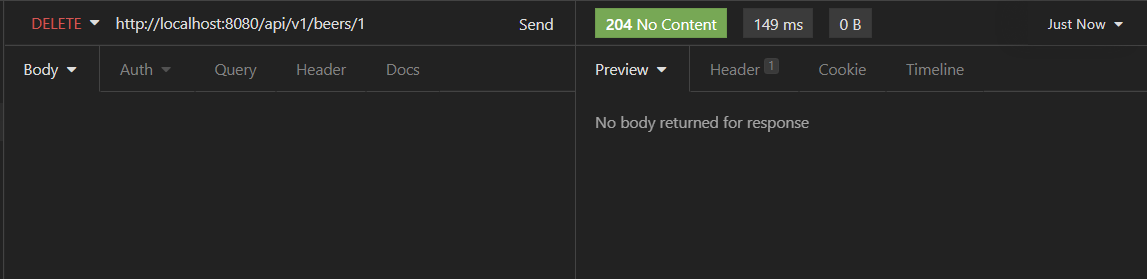 DELETE http://localhost:8080/api/v1/beers/1 Send
204 No Content 149 ms 0 B Just Now
Body Auth Query Header Docs
Preview Header 1 Cookie Timeline
No body returned for response